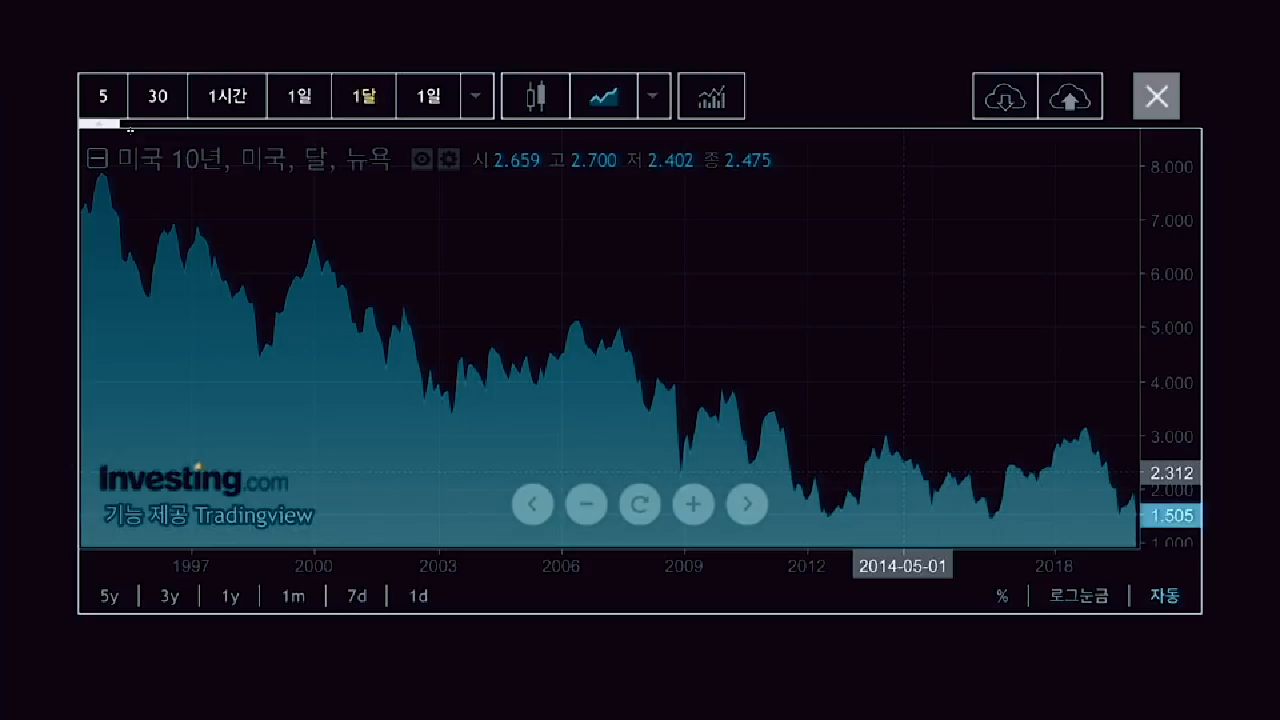 5 30 1시간 1일 1달 1일
미국 10년, 미국, 달, 뉴욕 시 2.659 고 2.700 저 2.402 종 2.475
8.000
7.000
6.000
5.000
4.000
3.000
2.312
2.000
1.505
1.000
Investing.com
기능 제공 Tradingview
1997 2000 2003 2006 2009 2012 2014-05-01 2018
5y 3y 1y 1m 7d 1d % 로그눈금 자동